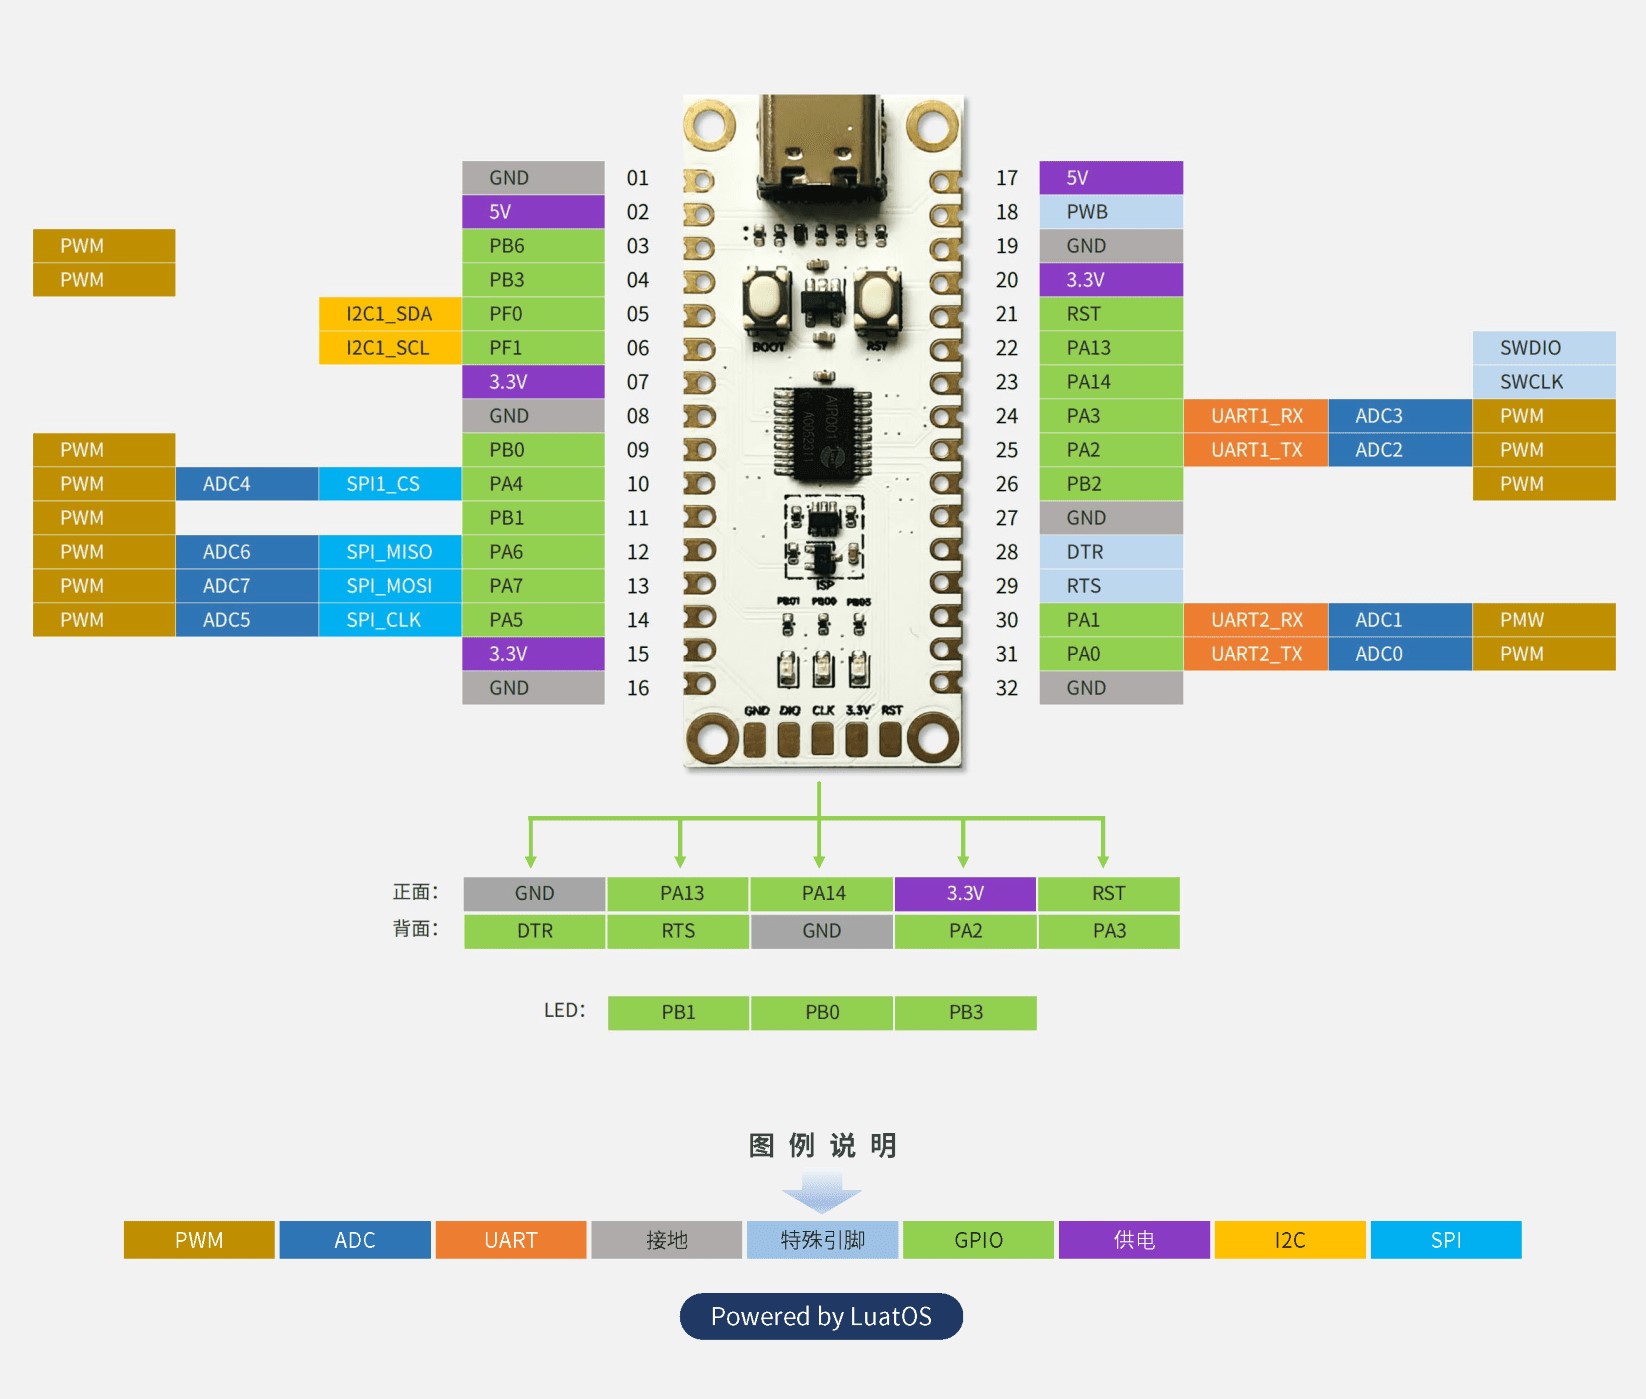 GND 01 17 5V
5V 02 18 PWB
PWM PB6 03 19 GND
PWM PB3 04 20 3.3V
I2C1_SDA PF0 05 21 RST
I2C1_SCL PF1 06 22 PA13 SWDIO
3.3V 07 23 PA14 SWCLK
GND 08 24 PA3 UART1_RX ADC3 PWM
PWM PB0 09 25 PA2 UART1_TX ADC2 PWM
PWM ADC4 SPI1_CS PA4 10 26 PB2 PWM
PWM PB1 11 27 GND
PWM ADC6 SPI_MISO PA6 12 28 DTR
PWM ADC7 SPI_MOSI PA7 13 29 RTS
PWM ADC5 SPI_CLK PA5 14 30 PA1 UART2_RX ADC1 PMW
3.3V 15 31 PA0 UART2_TX ADC0 PWM
GND 16 32 GND
BOOT RST
AIR001
ISP
GND DIO CLK 3.3V RST
正面： GND PA13 PA14 3.3V RST
背面： DTR RTS GND PA2 PA3
LED： PB1 PB0 PB3
图例说明
PWM ADC UART 接地 特殊引脚 GPIO 供电 I2C SPI
Powered by LuatOS